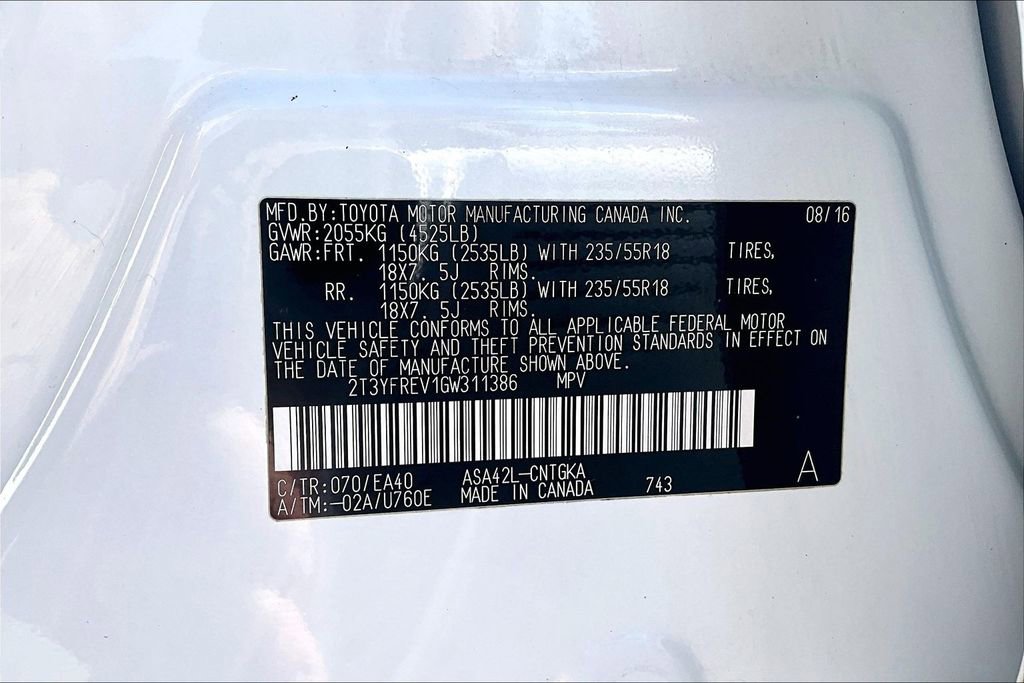 MFD.BY:TOYOTA MOTOR MANUFACTURING CANADA INC. 08/16
GVWR:2055KG (4525LB)
GAWR:FRT. 1150KG (2535LB) WITH 235/55R18 TIRES,
18X7. 5J RIMS.
RR. 1150KG (2535LB) WITH 235/55R18 TIRES,
18X7. 5J RIMS.
THIS VEHICLE CONFORMS TO ALL APPLICABLE FEDERAL MOTOR
VEHICLE SAFETY AND THEFT PREVENTION STANDARDS IN EFFECT ON
THE DATE OF MANUFACTURE SHOWN ABOVE.
2T3YFREV1GW311386 MPV
C/TR:070/EA40 ASA42L-CNTGKA
A/TM:-02A/U760E MADE IN CANADA 743 A